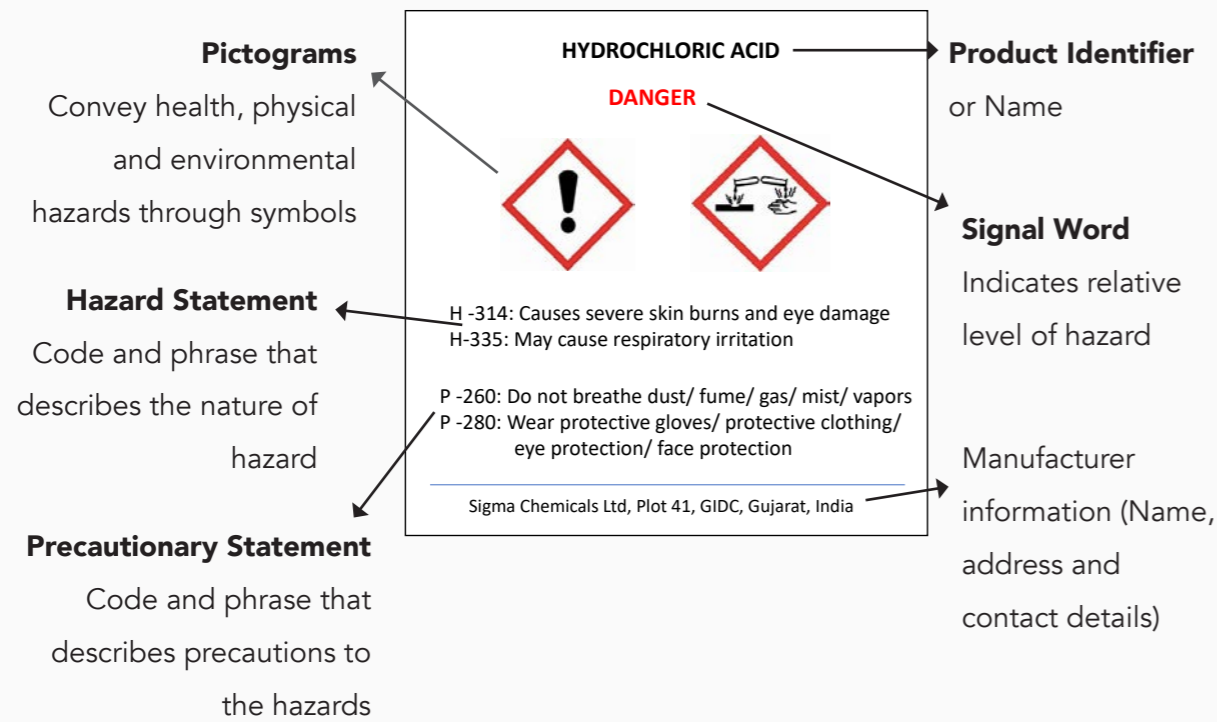 Pictograms
Convey health, physical
and environmental
hazards through symbols
Hazard Statement
Code and phrase that
describes the nature of
hazard
Precautionary Statement
Code and phrase that
describes precautions to
the hazards
HYDROCHLORIC ACID
DANGER
H -314: Causes severe skin burns and eye damage
H-335: May cause respiratory irritation
P -260: Do not breathe dust/ fume/ gas/ mist/ vapors
P -280: Wear protective gloves/ protective clothing/
eye protection/ face protection
Sigma Chemicals Ltd, Plot 41, GIDC, Gujarat, India
Product Identifier
or Name
Signal Word
Indicates relative
level of hazard
Manufacturer
information (Name,
address and
contact details)